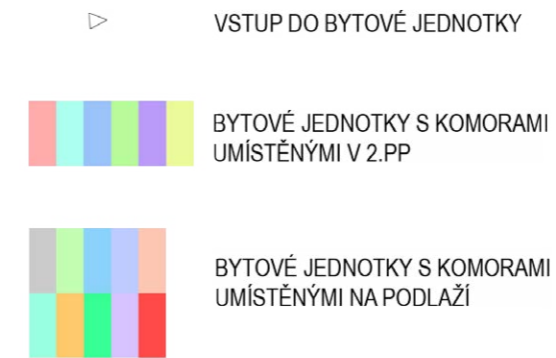 VSTUP DO BYTOVÉ JEDNOTKY
BYTOVÉ JEDNOTKY S KOMORAMI
UMÍSTĚNÝMI V 2.PP
BYTOVÉ JEDNOTKY S KOMORAMI
UMÍSTĚNÝMI NA PODLAŽÍ